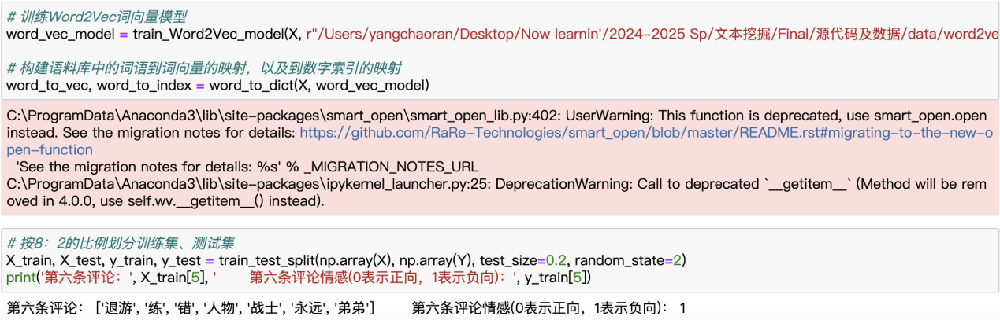 # 训练Word2Vec词向量模型
word_vec_model = train_Word2Vec_model(X, r"/Users/yangchaoran/Desktop/Now learnin'/2024-2025 Sp/文本挖掘/Final/源代码及数据/data/word2ve
# 构建语料库中的词语到词向量的映射，以及到数字索引的映射
word_to_vec, word_to_index = word_to_dict(X, word_vec_model)
C:\ProgramData\Anaconda3\lib\site-packages\smart_open\smart_open_lib.py:402: UserWarning: This function is deprecated, use smart_open.open
instead. See the migration notes for details: https://github.com/RaRe-Technologies/smart_open/blob/master/README.rst#migrating-to-the-new-o
pen-function
'See the migration notes for details: %s' % _MIGRATION_NOTES_URL
C:\ProgramData\Anaconda3\lib\site-packages\ipykernel_launcher.py:25: DeprecationWarning: Call to deprecated `__getitem__` (Method will be rem
oved in 4.0.0, use self.wv.__getitem__() instead).
# 按8：2的比例划分训练集、测试集
X_train, X_test, y_train, y_test = train_test_split(np.array(X), np.array(Y), test_size=0.2, random_state=2)
print('第六条评论：', X_train[5], '      第六条评论情感(0表示正向，1表示负向)：', y_train[5])
第六条评论： ['退游', '练', '错', '人物', '战士', '永远', '弟弟']      第六条评论情感(0表示正向，1表示负向)： 1